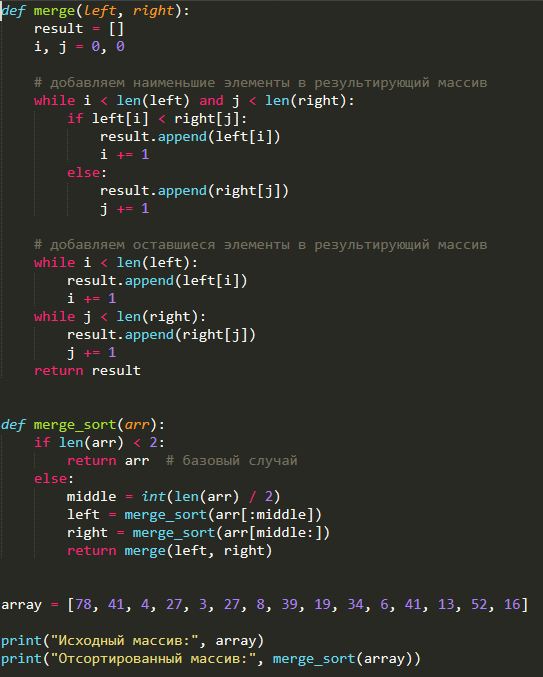 def merge(left, right):
    result = []
    i, j = 0, 0

    # добавляем наименьшие элементы в результирующий массив
    while i < len(left) and j < len(right):
        if left[i] < right[j]:
            result.append(left[i])
            i += 1
        else:
            result.append(right[j])
            j += 1

    # добавляем оставшиеся элементы в результирующий массив
    while i < len(left):
        result.append(left[i])
        i += 1
    while j < len(right):
        result.append(right[j])
        j += 1
    return result


def merge_sort(arr):
    if len(arr) < 2:
        return arr  # базовый случай
    else:
        middle = int(len(arr) / 2)
        left = merge_sort(arr[:middle])
        right = merge_sort(arr[middle:])
        return merge(left, right)


array = [78, 41, 4, 27, 3, 27, 8, 39, 19, 34, 6, 41, 13, 52, 16]

print("Исходный массив:", array)
print("Отсортированный массив:", merge_sort(array))